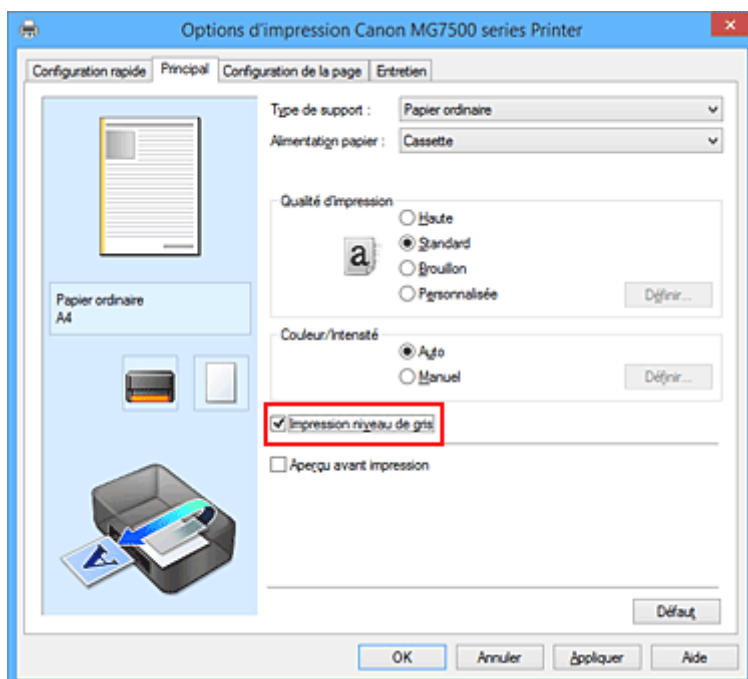 Options d'impression Canon MG7500 series Printer
Configuration rapide Principal Configuration de la page Entretien
Type de support : Papier ordinaire
Alimentation papier : Cassette
Qualité d'impression
Haute
a
Standard
Brouillon
Personnalisée Définir...
Papier ordinaire
A4
Couleur/Intensité
Auto
Manuel Définir...
Impression niveau de gris
Aperçu avant impression
A
Défaut
OK Annuler Appliquer Aide